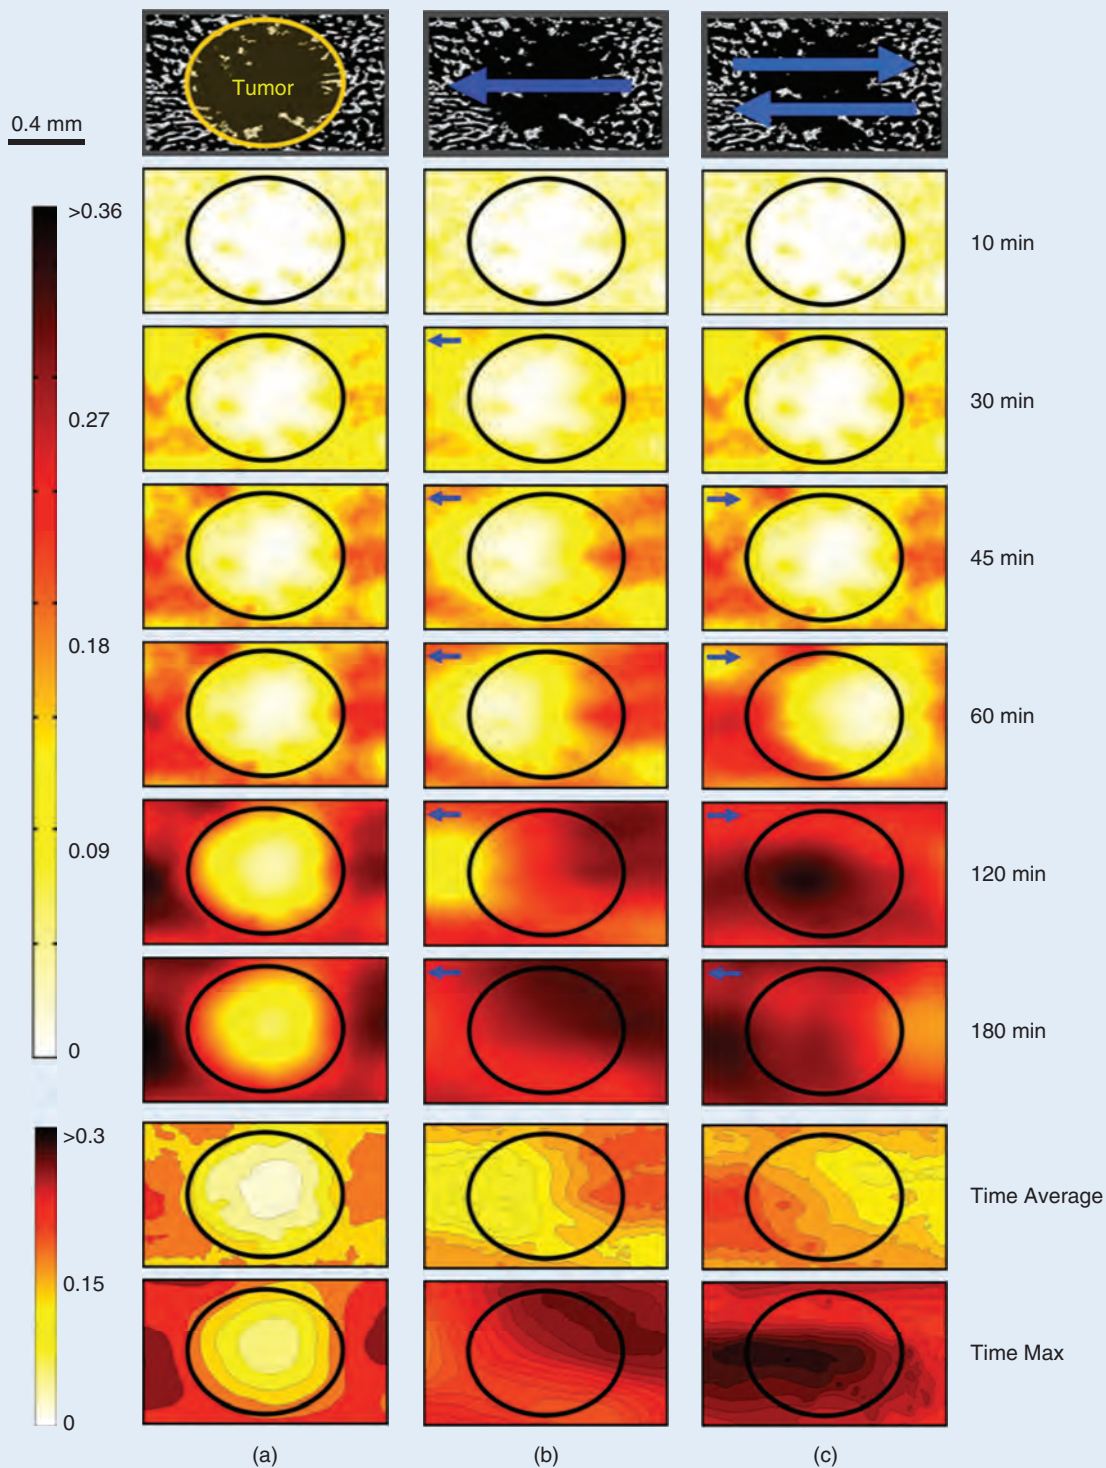 Tumor
0.4 mm
>0.36
10 min
30 min
0.27
45 min
0.18
60 min
0.09
120 min
180 min
0
>0.3
Time Average
0.15
Time Max
0
(a)
(b)
(c)